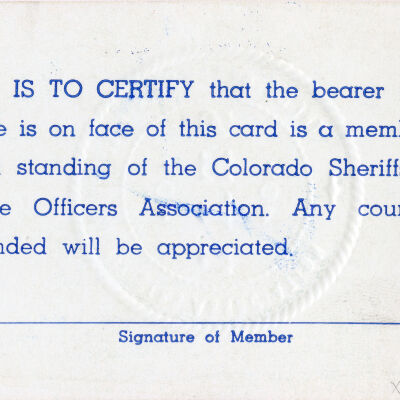 IS TO CERTIFY that the bearer
e is on face of this card is a mem
standing of the Colorado Sheriffs
e Officers Association. Any cour
nded will be appreciated.
Signature of Member
X